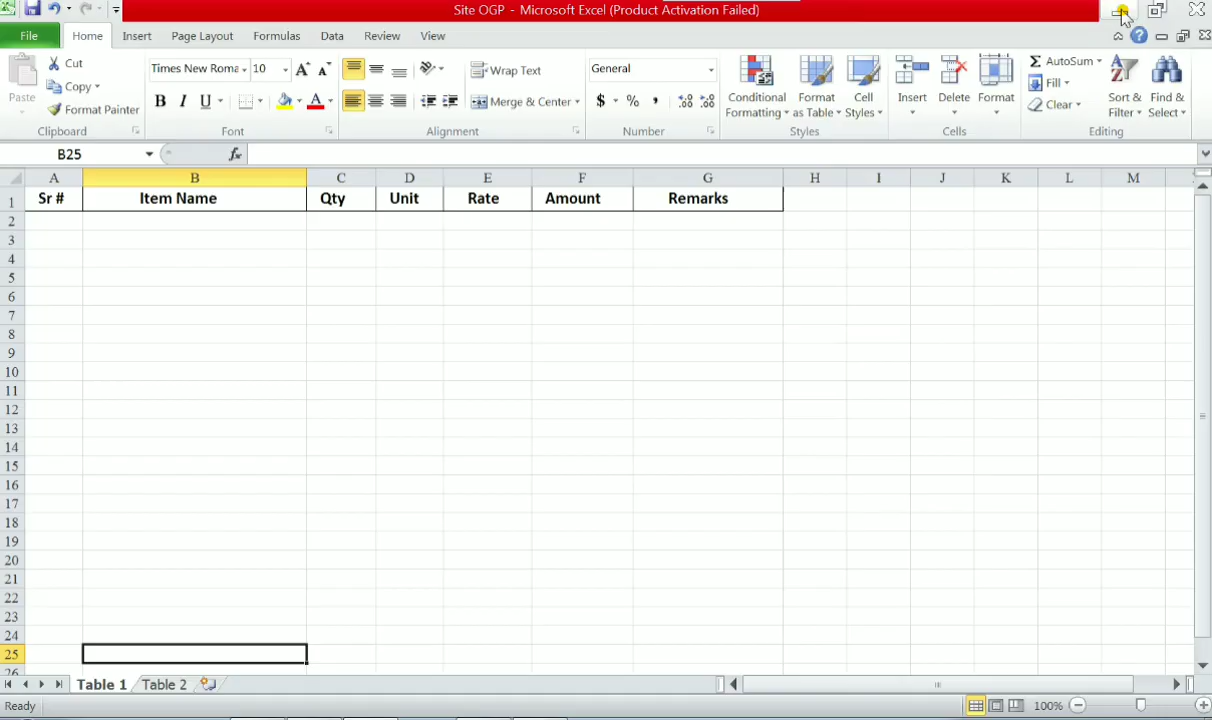 Site OGP - Microsoft Excel (Product Activation Failed)
File Home Insert Page Layout Formulas Data Review View
Paste
Cut
Copy
Format Painter
Clipboard
Times New Roma 10
B I U A
Font
Wrap Text
Merge & Center
Alignment
General
$ % ,
Number
Conditional Formatting
Format as Table
Cell Styles
Styles
Insert
Delete
Format
Cells
Σ AutoSum
Fill
Clear
Sort & Filter
Find & Select
Editing
B25 fx
A B C D E F G H I J K L M
1 Sr # Item Name Qty Unit Rate Amount Remarks
2
3
4
5
6
7
8
9
10
11
12
13
14
15
16
17
18
19
20
21
22
23
24
25
26
Table 1 Table 2
Ready 100%